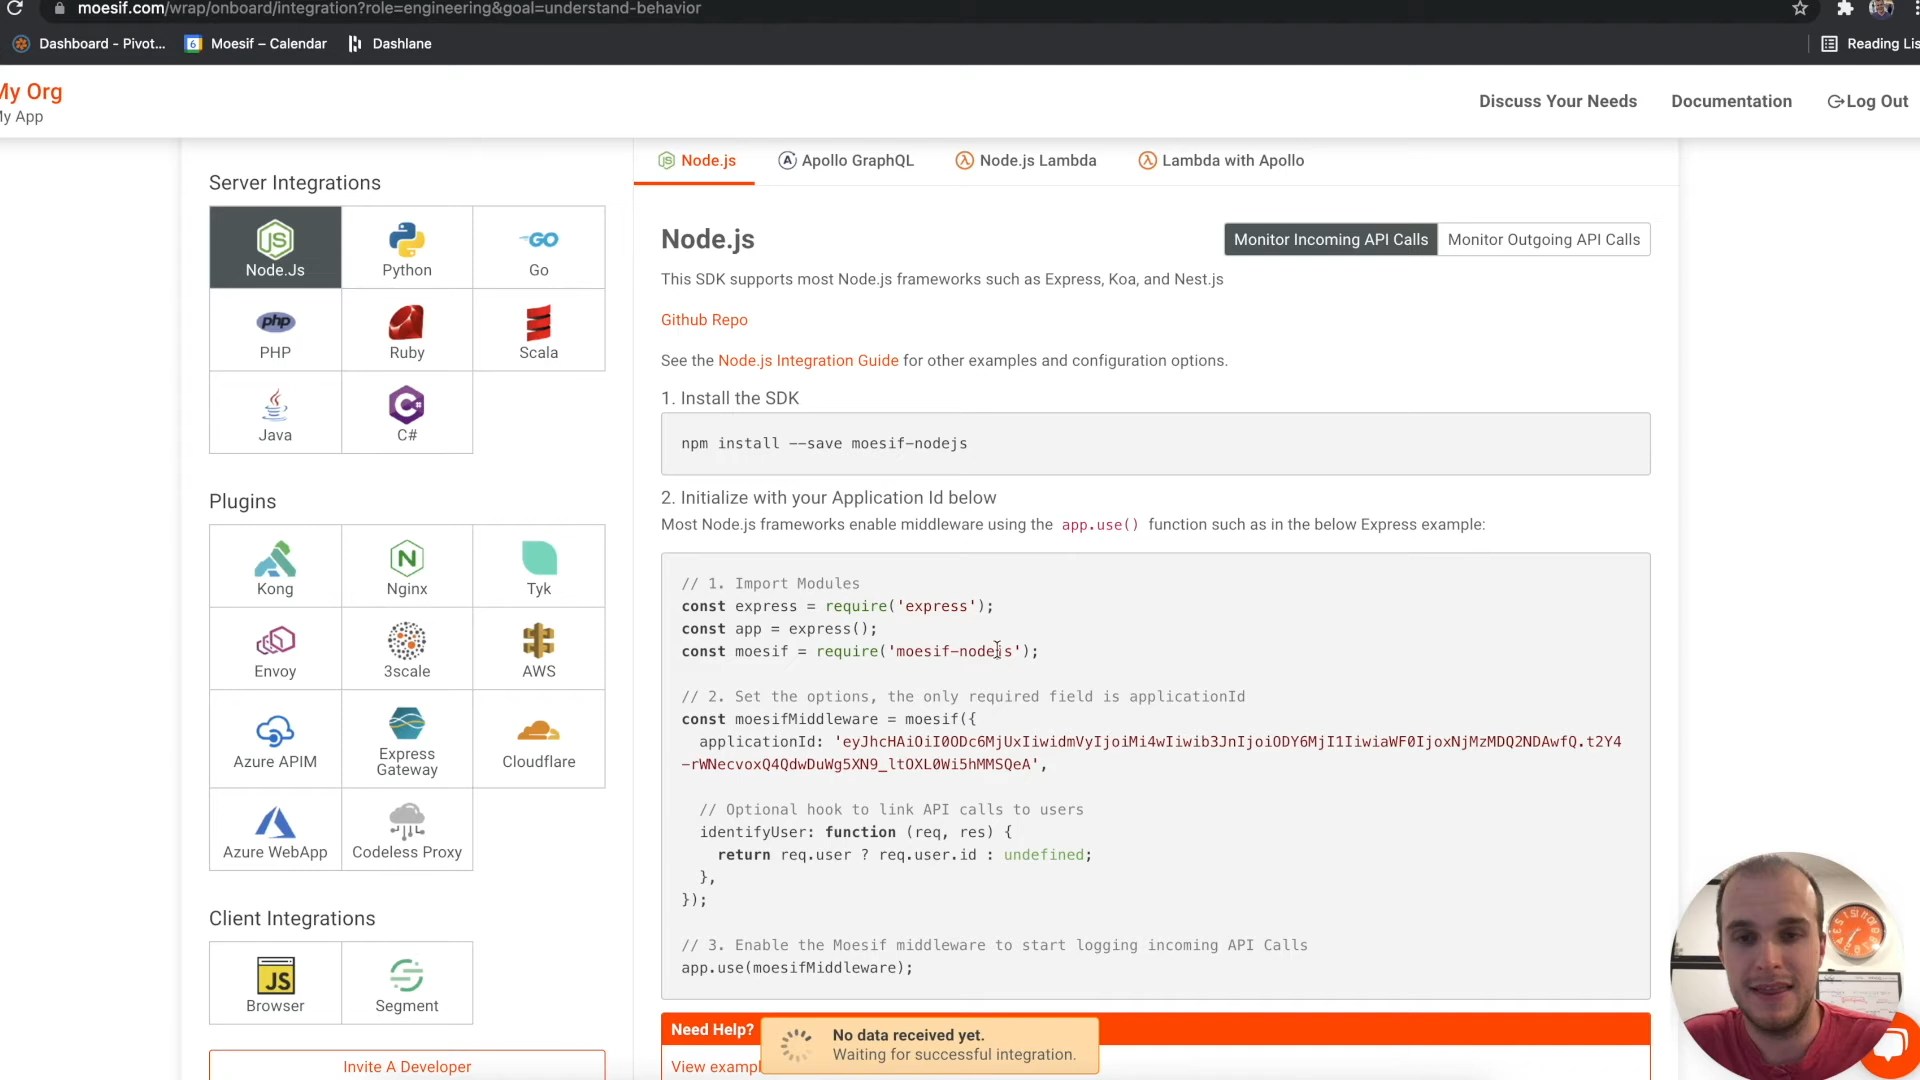 moesif.com/wrap/onboard/integration?role=engineering&goal=understand-behavior
Dashboard - Pivot...
6
Moesif – Calendar
Dashlane
Reading Lis
My Org
My App
Discuss Your Needs
Documentation
Log Out
Server Integrations
Node.Js
Python
GO
Go
php
PHP
Ruby
Scala
Java
C#
Plugins
Kong
Nginx
Tyk
Envoy
3scale
AWS
Azure APIM
Express
Gateway
Cloudflare
Azure WebApp
Codeless Proxy
Client Integrations
JS
Browser
Segment
Invite A Developer
Node.js
Apollo GraphQL
Node.js Lambda
Lambda with Apollo
Node.js
Monitor Incoming API Calls
Monitor Outgoing API Calls
This SDK supports most Node.js frameworks such as Express, Koa, and Nest.js
Github Repo
See the Node.js Integration Guide for other examples and configuration options.
1. Install the SDK
npm install --save moesif-nodejs
2. Initialize with your Application Id below
Most Node.js frameworks enable middleware using the app.use() function such as in the below Express example:
// 1. Import Modules
const express = require('express');
const app = express();
const moesif = require('moesif-nodejs');
// 2. Set the options, the only required field is applicationId
const moesifMiddleware = moesif({
applicationId: 'eyJhcHAiOiI0ODc6MjUxIiwidmVyIjoiMi4wIiwib3JnIjoiODY6MjI1IiwiaWF0IjoxNjMzMDQ2NDAwfQ.t2Y4
-rWNecvoxQ4QdwDuWg5XN9_ltOXL0Wi5hMMSQeA',
// Optional hook to link API calls to users
identifyUser: function (req, res) {
return req.user ? req.user.id : undefined;
},
});
// 3. Enable the Moesif middleware to start logging incoming API Calls
app.use(moesifMiddleware);
Need Help?
View exampl
No data received yet.
Waiting for successful integration.